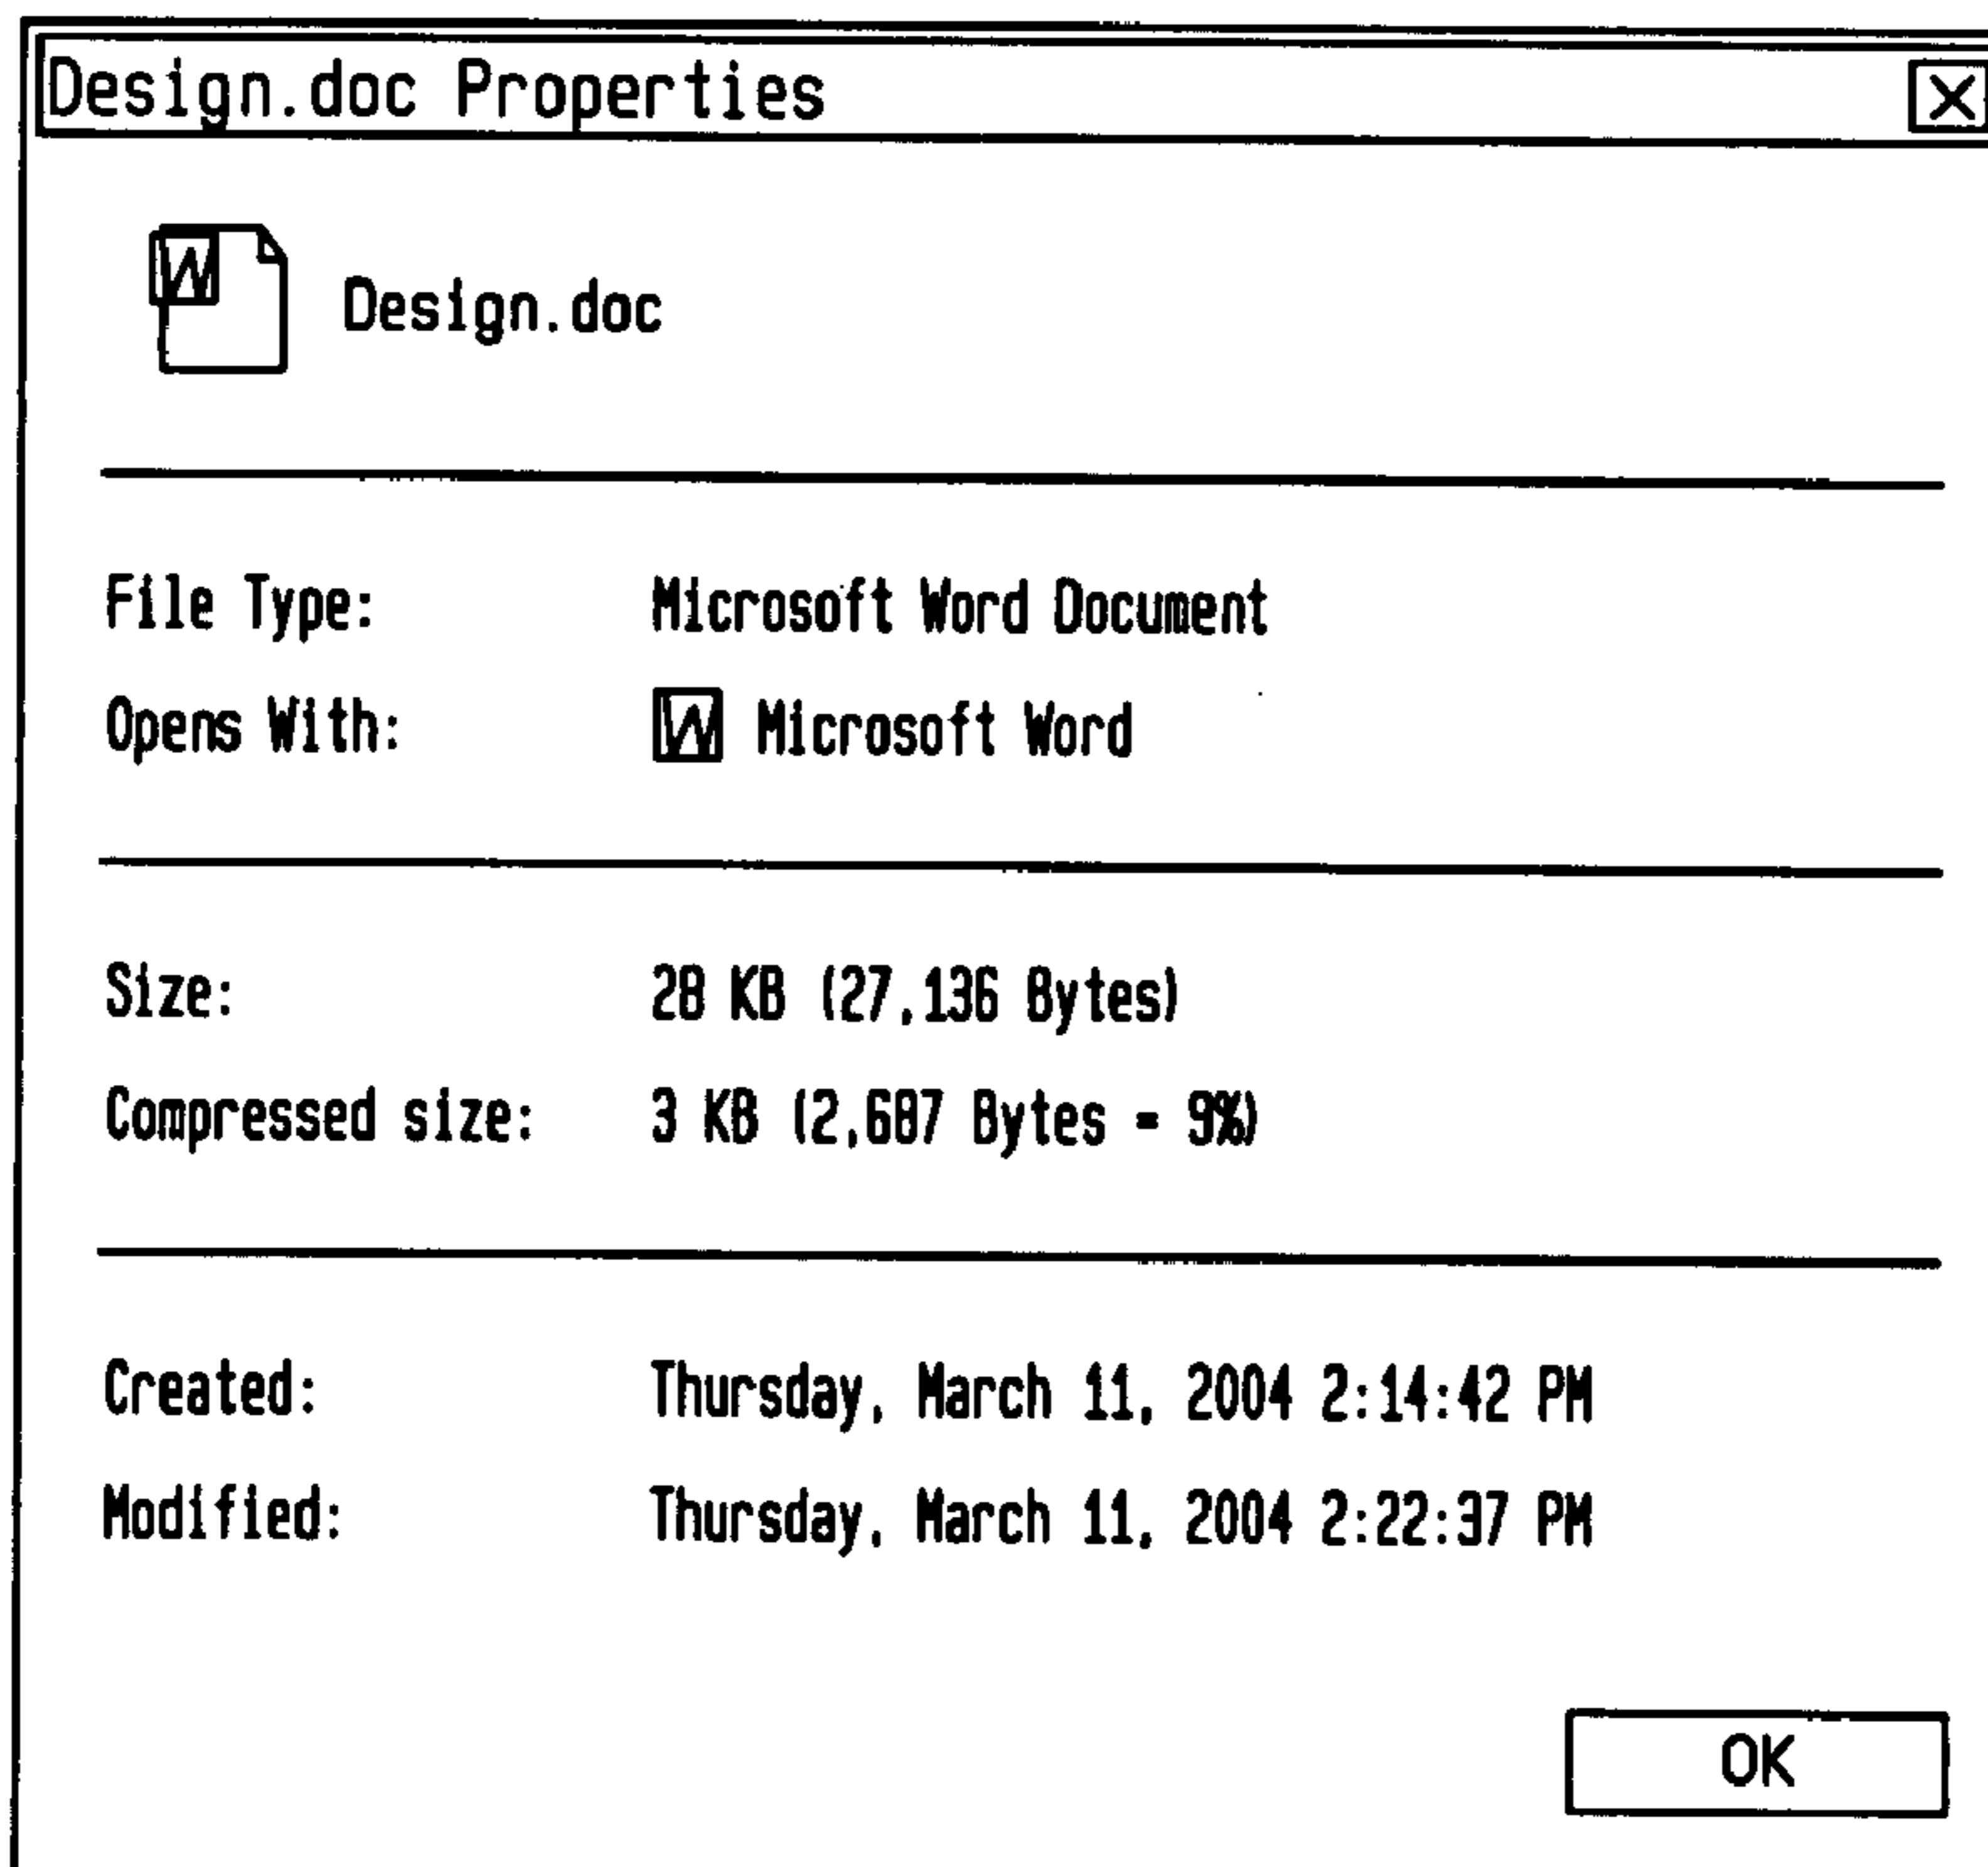 Design.doc Properties
Design.doc
File Type: Microsoft Word Document
Opens With: W Microsoft Word
Size: 28 KB (27,136 Bytes)
Compressed size: 3 KB (2,687 Bytes = 9%)
Created: Thursday, March 11, 2004 2:14:42 PM
Modified: Thursday, March 11, 2004 2:22:37 PM
OK